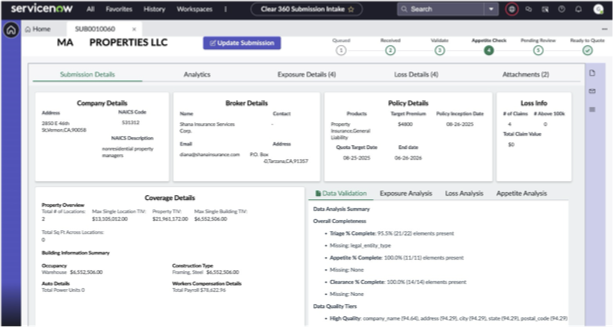 servicenow All Favorites History Workspaces Clear 360 Submission Intake Search
Home SUB0010060
MA PROPERTIES LLC Update Submission
Queued Received Validate Appetite Check Pending Review Ready to Quote
1 2 3 4 5 6
Submission Details Analytics Exposure Details (4) Loss Details (4) Attachments (2)
Company Details
Address NAICS Code
2850 E 44th St,Vernon,CA,90058 531312
NAICS Description
nonresidential property managers
Broker Details
Name Contact
Shana Insurance Services Corp. -
Email Address
diana@shanainsurance.com P.O. Box ,0,Tarzana,CA,91357
Policy Details
Products Target Premium Policy Inception Date
Property Insurance,General Liability $4800 08-26-2025
Quote Target Date End date
08-25-2025 06-26-2026
Loss Info
# of Claims # Above 100k
4 0
Total Claim Value
$0
Coverage Details
Property Overview
Total # of Locations: Max Single Location TIV: Property TIV: Max Single Building TIV:
2 $13,105,012.00 $21,961,172.00 $6,552,506.00
Total Sq Ft Across Locations:
0
Building Information Summary
Occupancy Construction Type
Warehouse $6,552,506.00 Framing, Steel $6,552,506.00
Auto Details Workers Compensation Details
Total Power Units 0 Total Payroll $78,622.96
Data Validation Exposure Analysis Loss Analysis Appetite Analysis
Data Analysis Summary
Overall Completeness
• Triage % Complete: 95.5% (21/22) elements present
• Missing: legal_entity_type
• Appetite % Complete: 100.0% (11/11) elements present
• Missing: None
• Clearance % Complete: 100.0% (14/14) elements present
• Missing: None
Data Quality Tiers
• High Quality: company_name (94.64), address (94.29), city (94.29), state (94.29), postal_code (94.29)